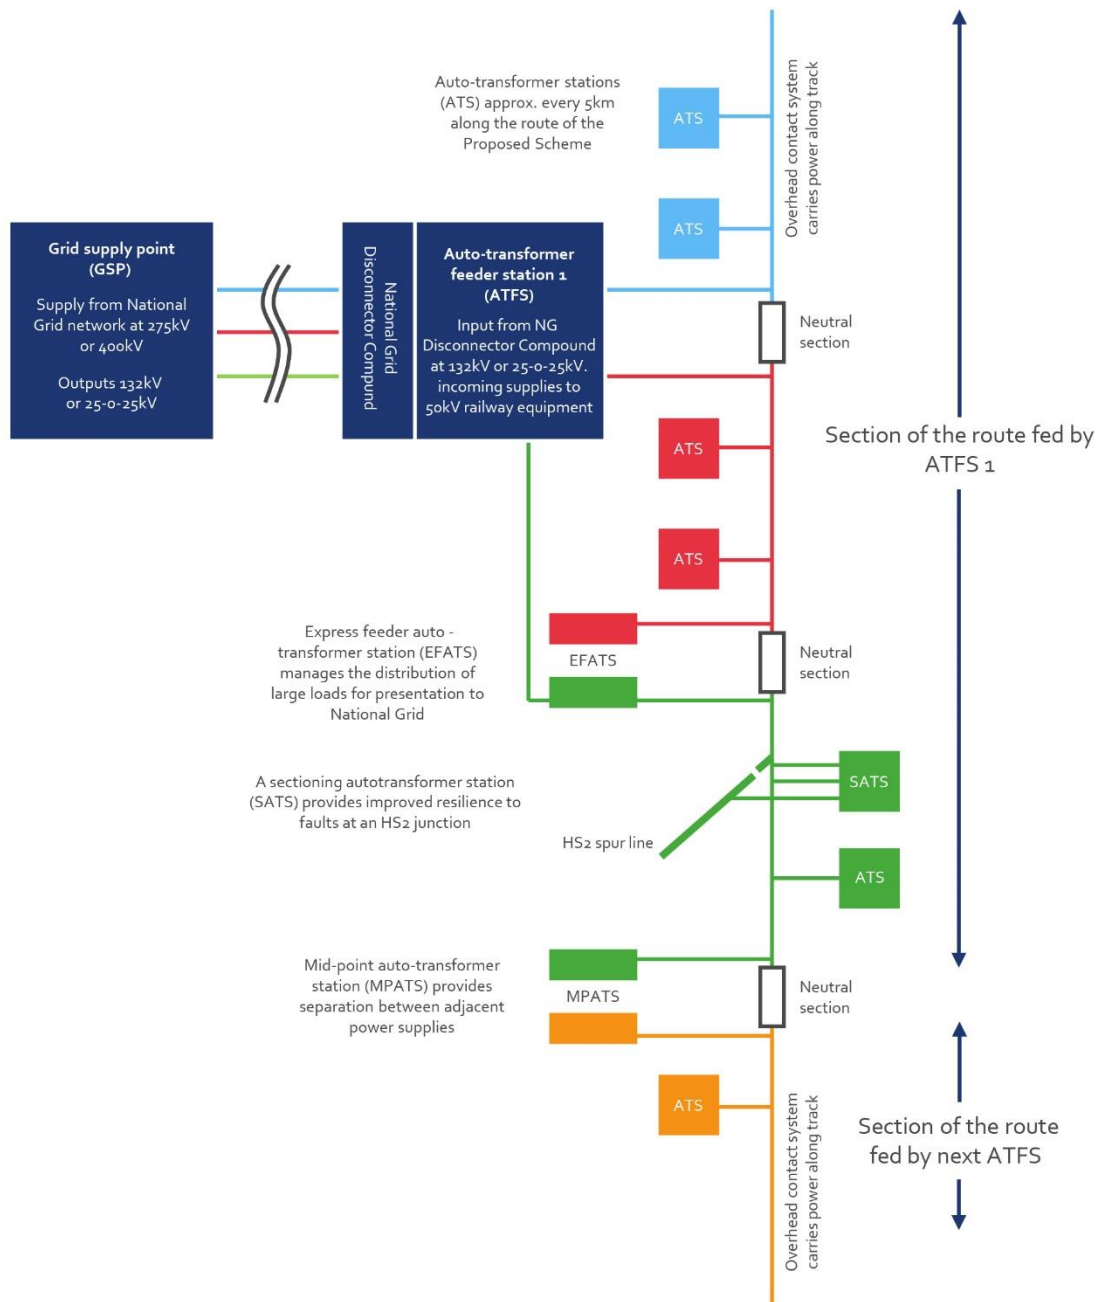 Auto-transformer stations
(ATS) approx. every 5km
along the route of the
Proposed Scheme
ATS
Overhead contact system
carries power along track
ATS
Grid supply point
(GSP)
Supply from National
Grid network at 275kV
or 400kV
Outputs 132kV
or 25-0-25kV
National Grid
Disconnector Compound
Auto-transformer
feeder station 1
(ATFS)
Input from NG
Disconnector Compound
at 132kV or 25-0-25kV.
incoming supplies to
50kV railway equipment
Neutral
section
ATS
Section of the route fed by
ATFS 1
ATS
Express feeder auto -
transformer station (EFATS)
manages the distribution of
large loads for presentation to
National Grid
EFATS
Neutral
section
A sectioning autotransformer station
(SATS) provides improved resilience to
faults at an HS2 junction
SATS
HS2 spur line
ATS
Mid-point auto-transformer
station (MPATS) provides
separation between adjacent
power supplies
MPATS
Neutral
section
ATS
Overhead contact system
carries power along track
Section of the route
fed by next ATFS